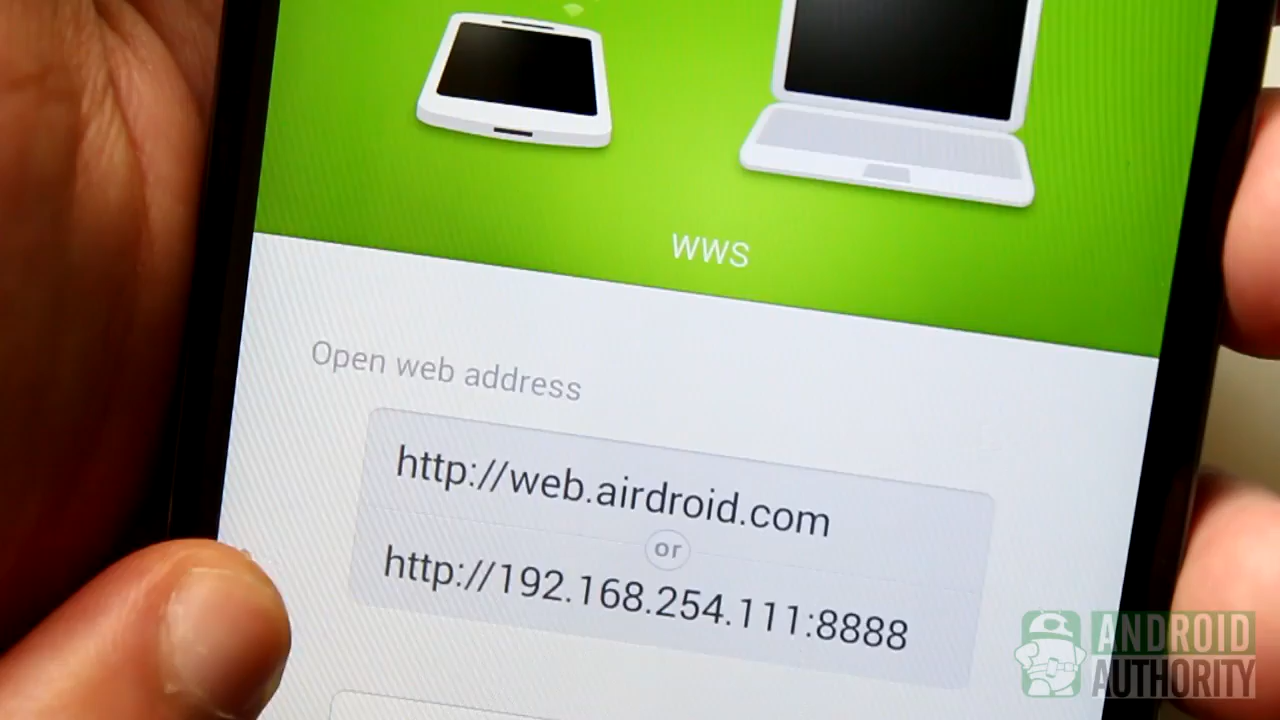 WWS
Open web address
http://web.airdroid.com
or
http://192.168.254.111:8888
ANDROID
AUTHORITY